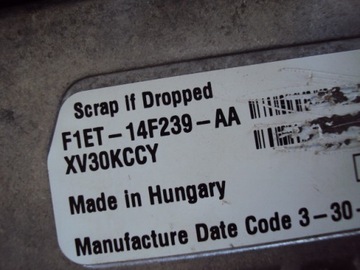 Scrap If Dropped
F1ET-14F239-AA
XV30KCCY
Made in Hungary
Manufacture Date Code 3-30-